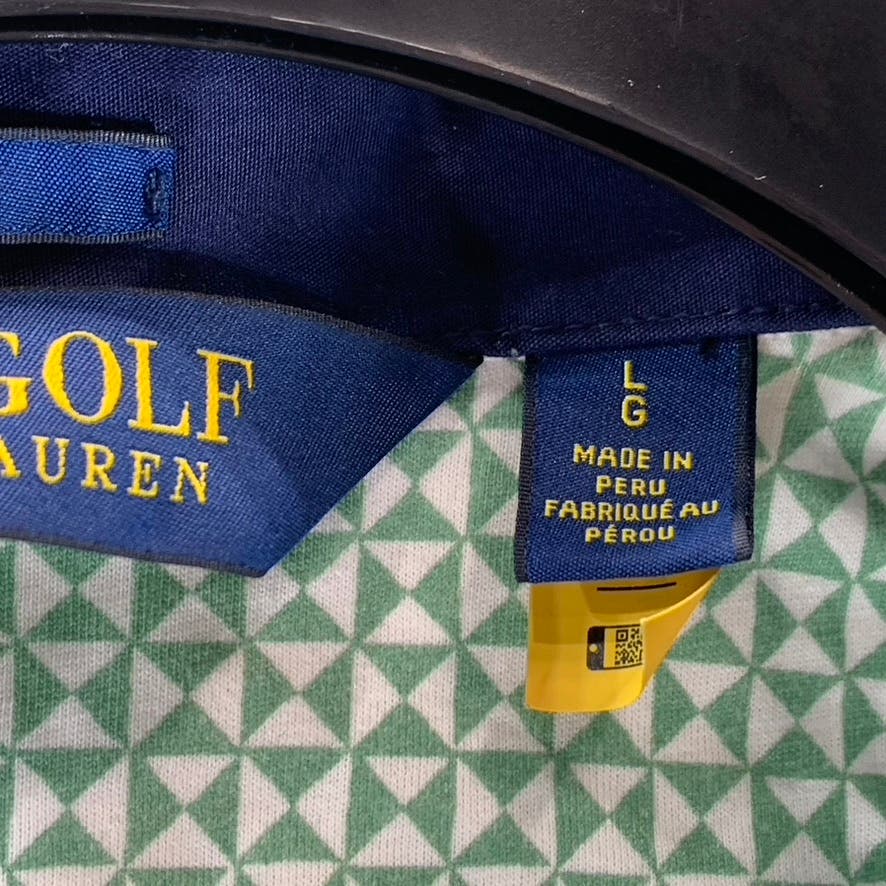 GOLF
AUREN
L
G
MADE IN
PERU
FABRIQUÉ AU
PÉROU